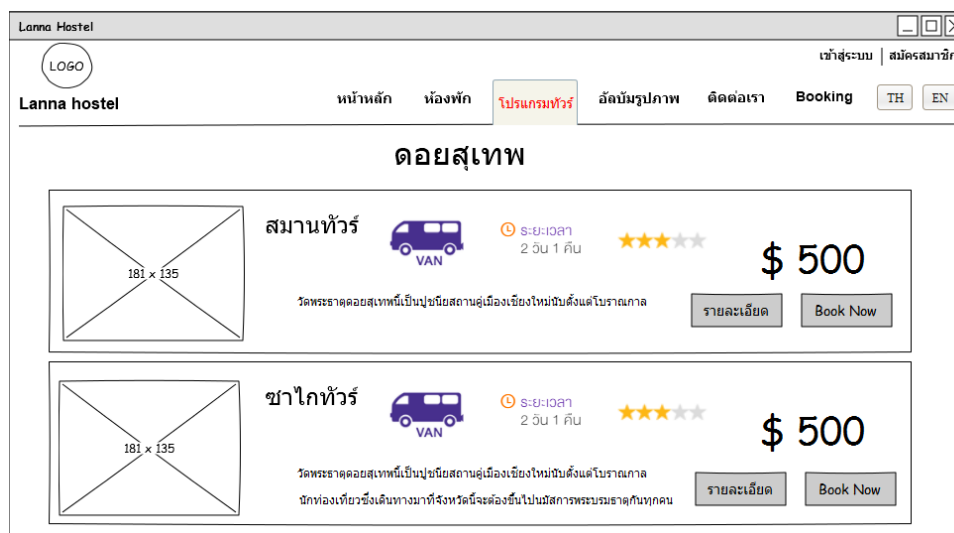 Lanna Hostel
เข้าสู่ระบบ | สมัครสมาชิก
LOGO
Lanna hostel
หน้าหลัก ห้องพัก โปรแกรมทัวร์ อัลบัมรูปภาพ ติดต่อเรา Booking TH EN
ดอยสุเทพ
181 x 135
สมานทัวร์
VAN
ระยะเวลา
2 วัน 1 คืน
$ 500
วัดพระธาตุดอยสุเทพนี้เป็นปูชนียสถานคู่เมืองเชียงใหม่นับตั้งแต่โบราณกาล
รายละเอียด Book Now
181 x 135
ซาไกทัวร์
VAN
ระยะเวลา
2 วัน 1 คืน
$ 500
วัดพระธาตุดอยสุเทพนี้เป็นปูชนียสถานคู่เมืองเชียงใหม่นับตั้งแต่โบราณกาล
นักท่องเที่ยวซึ่งเดินทางมาที่จังหวัดนี้จะต้องขึ้นไปนมัสการพระบรมธาตุกันทุกคน
รายละเอียด Book Now